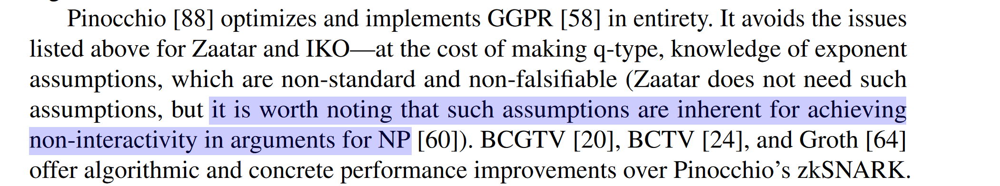 Pinocchio [88] optimizes and implements GGPR [58] in entirety. It avoids the issues
listed above for Zaatar and IKO—at the cost of making q-type, knowledge of exponent
assumptions, which are non-standard and non-falsifiable (Zaatar does not need such
assumptions, but it is worth noting that such assumptions are inherent for achieving
non-interactivity in arguments for NP [60]). BCGTV [20], BCTV [24], and Groth [64]
offer algorithmic and concrete performance improvements over Pinocchio’s zkSNARK.